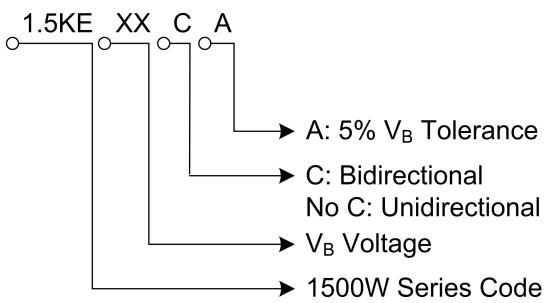 1.5KE XX C A
A: 5% VB Tolerance
C: Bidirectional
No C: Unidirectional
VB Voltage
1500W Series Code